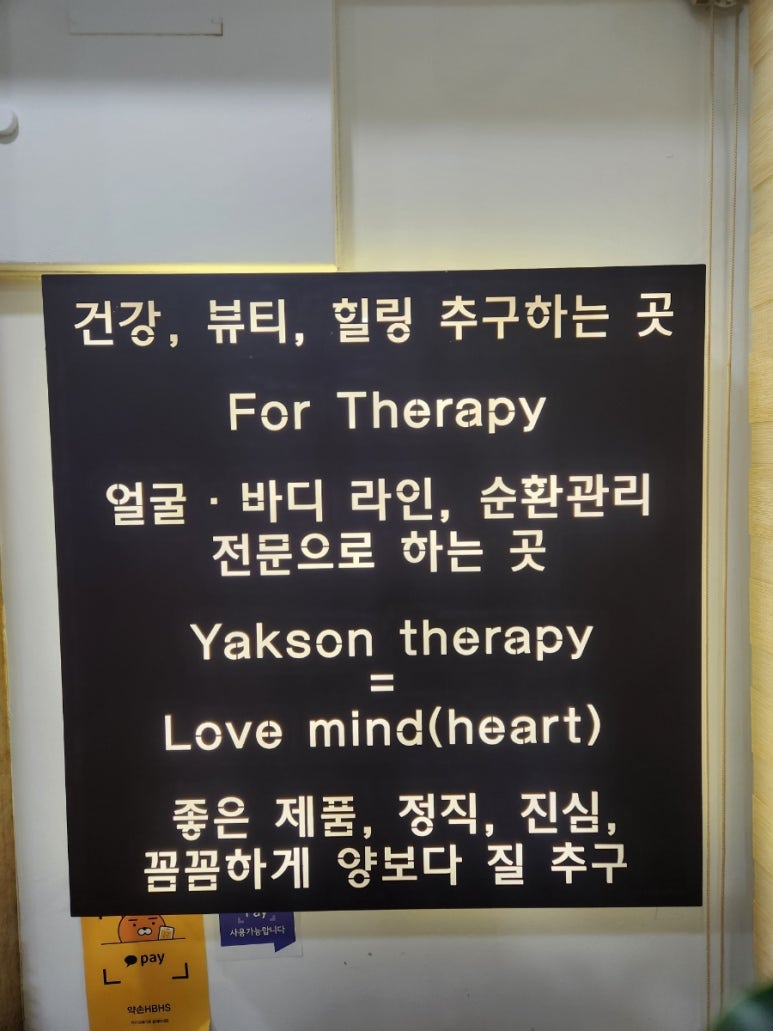 건강, 뷰티, 힐링 추구하는 곳
For Therapy
얼굴 · 바디 라인, 순환관리
전문으로 하는 곳
Yakson therapy
=
Love mind(heart)
좋은 제품, 정직, 진심,
꼼꼼하게 양보다 질 추구
pay
약손HBHS
Pay
사용가능합니다